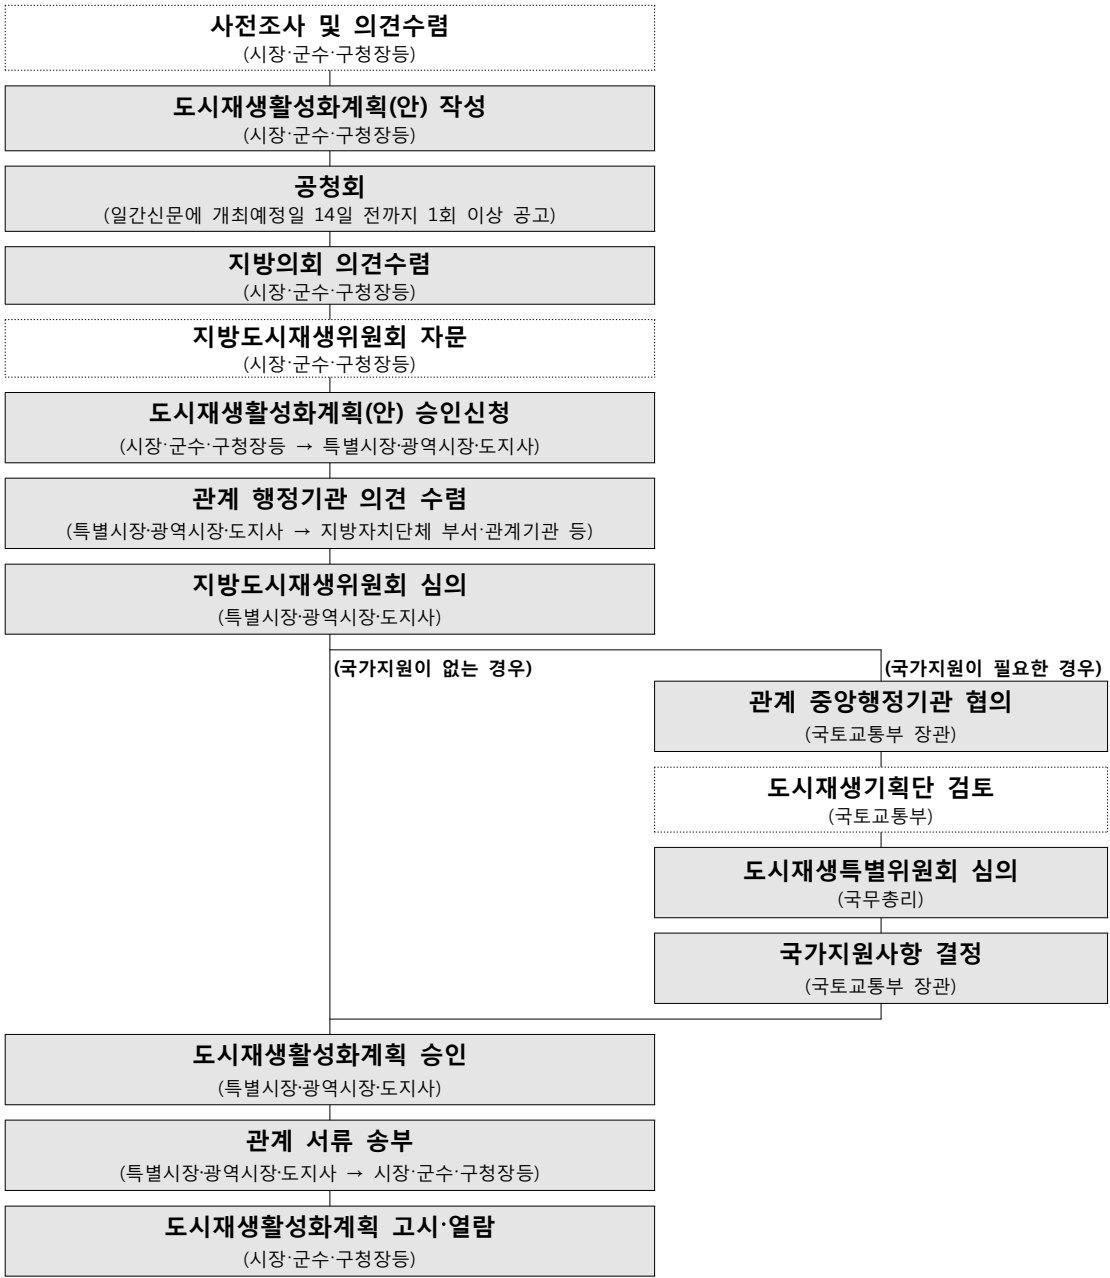 사전조사 및 의견수렴
(시장·군수·구청장등)
도시재생활성화계획(안) 작성
(시장·군수·구청장등)
공청회
(일간신문에 개최예정일 14일 전까지 1회 이상 공고)
지방의회 의견수렴
(시장·군수·구청장등)
지방도시재생위원회 자문
(시장·군수·구청장등)
도시재생활성화계획(안) 승인신청
(시장·군수·구청장등 → 특별시장·광역시장·도지사)
관계 행정기관 의견 수렴
(특별시장·광역시장·도지사 → 지방자치단체 부서·관계기관 등)
지방도시재생위원회 심의
(특별시장·광역시장·도지사)
(국가지원이 없는 경우)
(국가지원이 필요한 경우)
관계 중앙행정기관 협의
(국토교통부 장관)
도시재생기획단 검토
(국토교통부)
도시재생특별위원회 심의
(국무총리)
국가지원사항 결정
(국토교통부 장관)
도시재생활성화계획 승인
(특별시장·광역시장·도지사)
관계 서류 송부
(특별시장·광역시장·도지사 → 시장·군수·구청장등)
도시재생활성화계획 고시·열람
(시장·군수·구청장등)